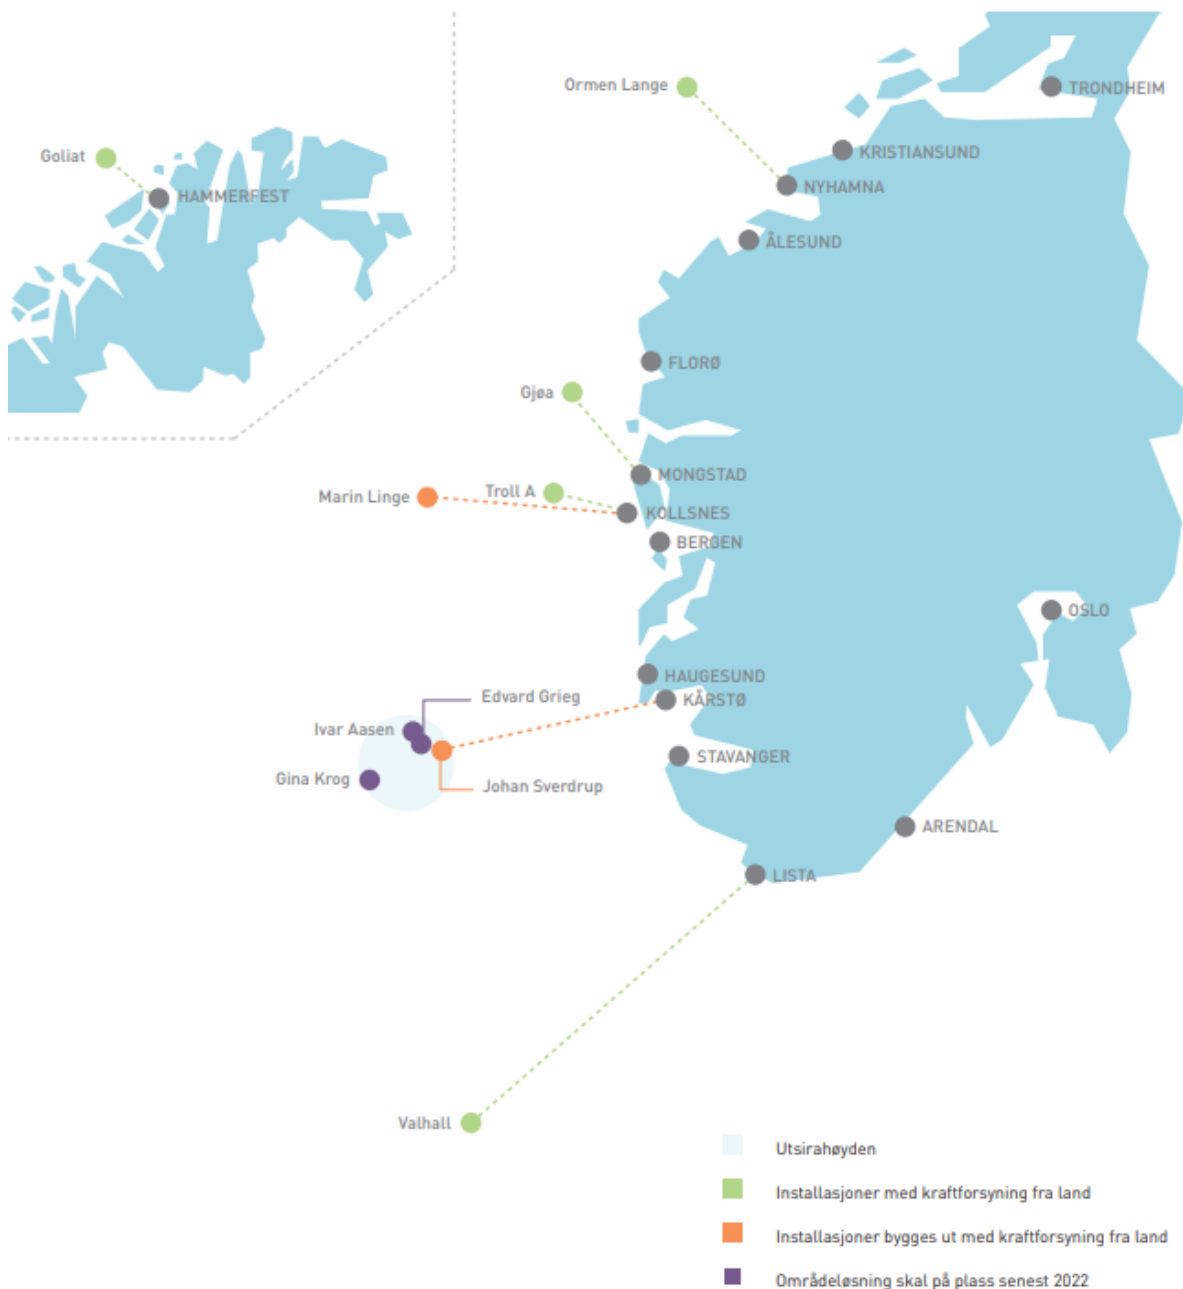 Ormen Lange
TRONDHEIM
KRISTIANSUND
Goliat
NYHAMNA
HAMMERFEST
ÅLESUND
FLORØ
Gjøa
MONGSTAD
Troll A
Marin Linge
KOLLSNES
BERGEN
OSLO
HAUGESUND
Edvard Grieg
KÅRSTØ
Ivar Aasen
STAVANGER
Gina Krog
Johan Sverdrup
ARENDAL
LISTA
Valhall
Utsirahøyden
Installasjoner med kraftforsyning fra land
Installasjoner bygges ut med kraftforsyning fra land
Områdeløsning skal på plass senest 2022